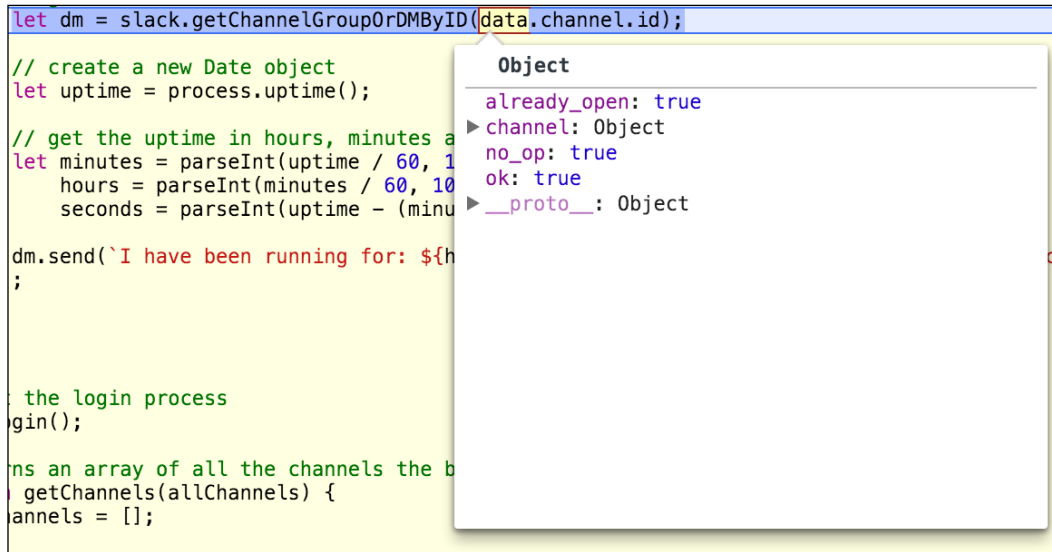 let dm = slack.getChannelGroupOrDMByID(data.channel.id);
// create a new Date object
let uptime = process.uptime();
// get the uptime in hours, minutes a
let minutes = parseInt(uptime / 60, 1
hours = parseInt(minutes / 60, 10
seconds = parseInt(uptime - (minu
dm.send(`I have been running for: ${h
;
the login process
gin();
ns an array of all the channels the b
getChannels(allChannels) {
annels = [];
Object
already_open: true
▶ channel: Object
no_op: true
ok: true
▶ __proto__: Object